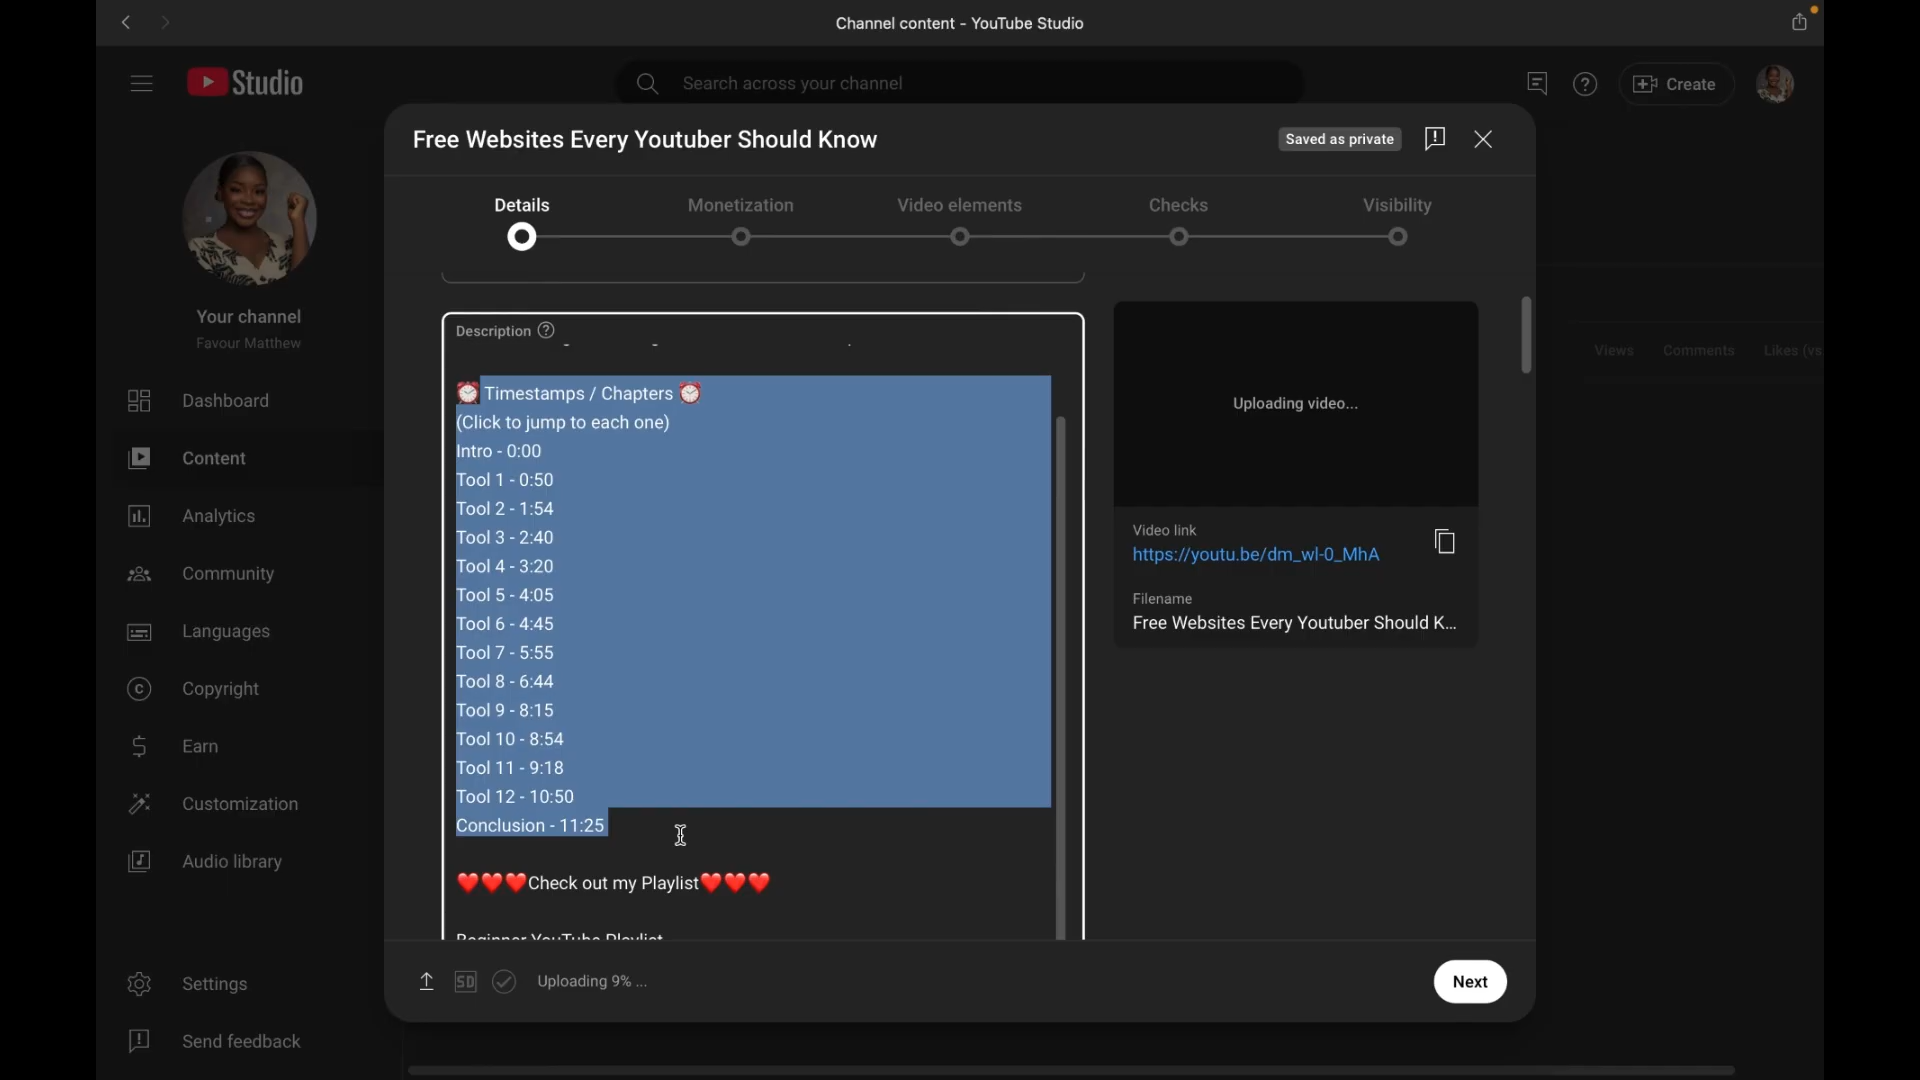 Channel content - YouTube Studio
Studio
Search across your channel
Create
Free Websites Every Youtuber Should Know
Saved as private
Details
Monetization
Video elements
Checks
Visibility
Your channel
Favour Matthew
Dashboard
Content
Analytics
Community
Languages
Copyright
Earn
Customization
Audio library
Settings
Send feedback
Description
⏰ Timestamps / Chapters ⏰
(Click to jump to each one)
Intro - 0:00
Tool 1 - 0:50
Tool 2 - 1:54
Tool 3 - 2:40
Tool 4 - 3:20
Tool 5 - 4:05
Tool 6 - 4:45
Tool 7 - 5:55
Tool 8 - 6:44
Tool 9 - 8:15
Tool 10 - 8:54
Tool 11 - 9:18
Tool 12 - 10:50
Conclusion - 11:25
❤️❤️❤️Check out my Playlist❤️❤️❤️
Beginner YouTube Playlist
Uploading video...
Video link
https://youtu.be/dm_wl-0_MhA
Filename
Free Websites Every Youtuber Should K...
Views
Comments
Likes (vs
SD
Uploading 9% ...
Next